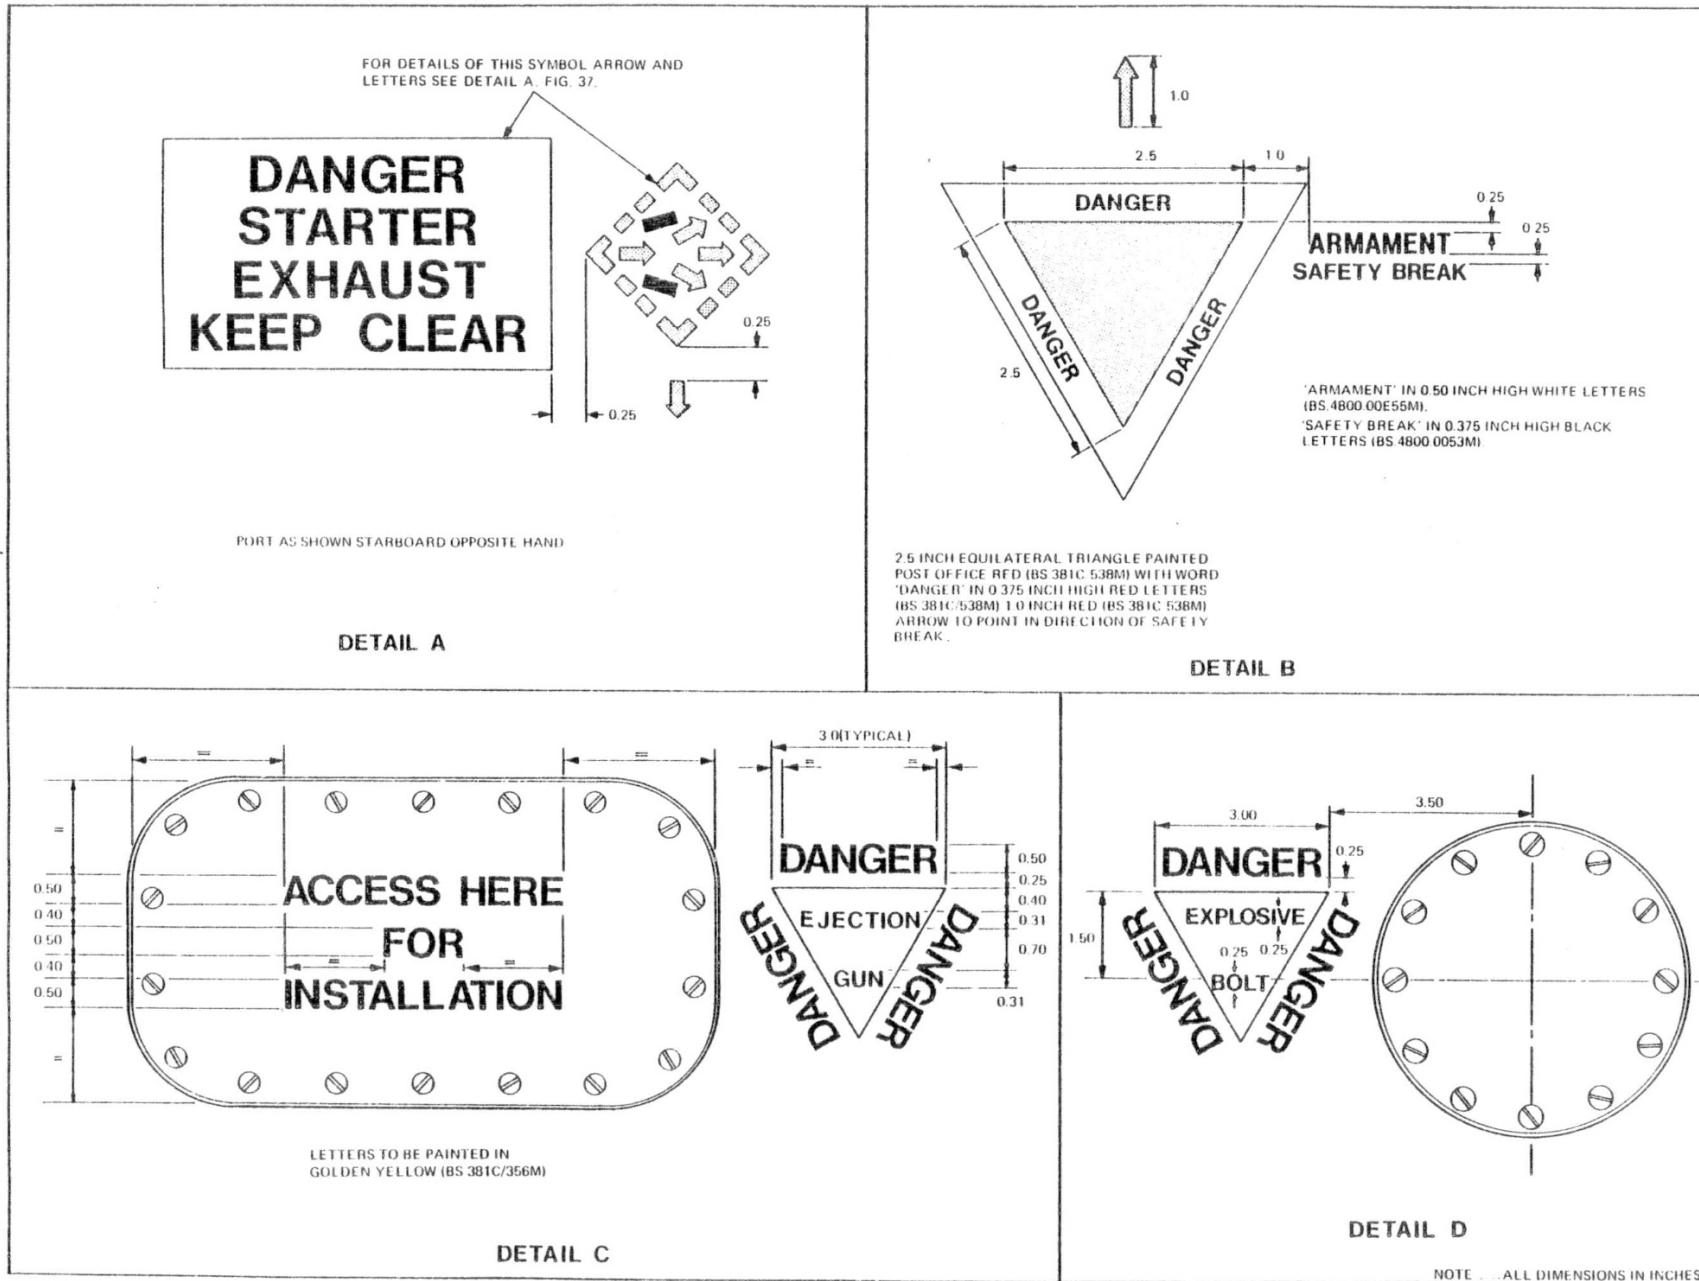 FOR DETAILS OF THIS SYMBOL ARROW AND
LETTERS SEE DETAIL A. FIG. 37.
DANGER
STARTER
EXHAUST
KEEP CLEAR
0.25
0.25
PORT AS SHOWN STARBOARD OPPOSITE HAND
DETAIL A
1.0
2.5
1 0
DANGER
0.25
0 25
ARMAMENT
SAFETY BREAK
DANGER
DANGER
2.5
'ARMAMENT' IN 0.50 INCH HIGH WHITE LETTERS
(BS.4800.00E55M).
'SAFETY BREAK' IN 0.375 INCH HIGH BLACK
LETTERS (BS 4800 0053M)
2.5 INCH EQUILATERAL TRIANGLE PAINTED
POST OFFICE RED (BS 381C 538M) WITH WORD
'DANGER' IN 0 375 INCH HIGH RED LETTERS
(BS 381C/538M) 1 0 INCH RED (BS 381C 538M)
ARROW TO POINT IN DIRECTION OF SAFETY
BREAK.
DETAIL B
=
=
=
0.50
0.40
0.50
0.40
0.50
=
ACCESS HERE
FOR
= =
INSTALLATION
3 0(TYPICAL)
= =
DANGER
EJECTION
GUN
DANGER
DANGER
0.50
0.25
0.40
0.31
0.70
0.31
LETTERS TO BE PAINTED IN
GOLDEN YELLOW (BS 381C/356M)
DETAIL C
3.00
3.50
DANGER
0.25
EXPLOSIVE
1.50
0.25 0.25
BOLT
DANGER
DANGER
DETAIL D
NOTE ... ALL DIMENSIONS IN INCHES